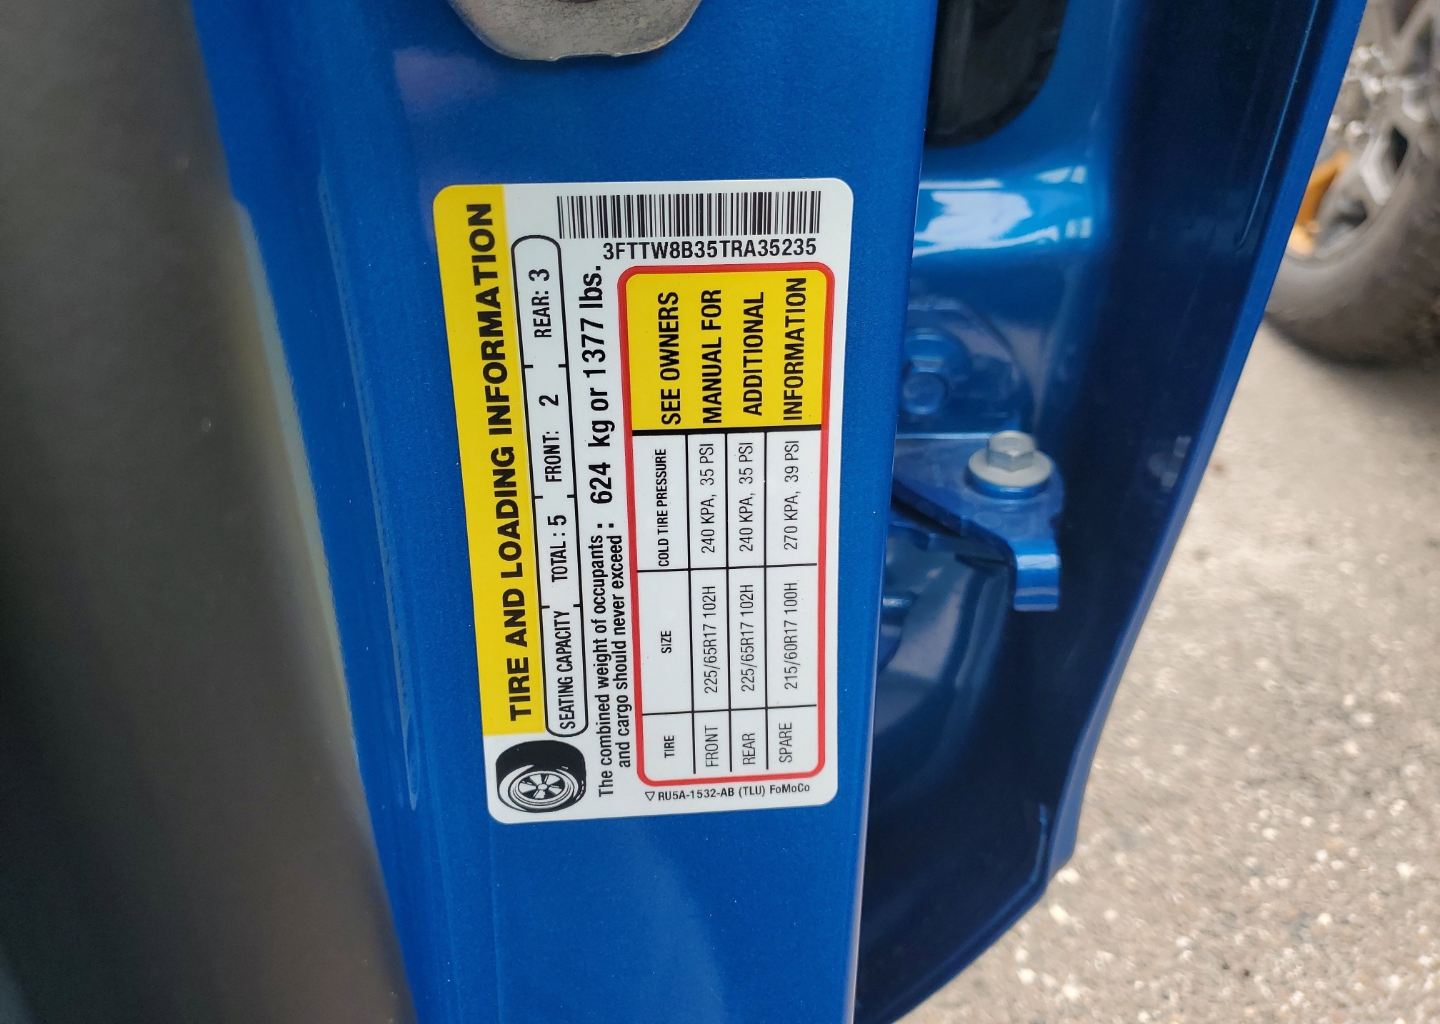 TIRE AND LOADING INFORMATION
SEATING CAPACITY TOTAL: 5 FRONT: 2 REAR: 3
The combined weight of occupants and cargo should never exceed : 624 kg or 1377 lbs.
3FTTW8B35TRA35235
TIRE SIZE COLD TIRE PRESSURE
FRONT 225/65R17 102H 240 KPA, 35 PSI
REAR 225/65R17 102H 240 KPA, 35 PSI
SPARE 215/60R17 100H 270 KPA, 39 PSI
SEE OWNERS
MANUAL FOR
ADDITIONAL
INFORMATION
RU5A-1532-AB (TLU) FoMoCo